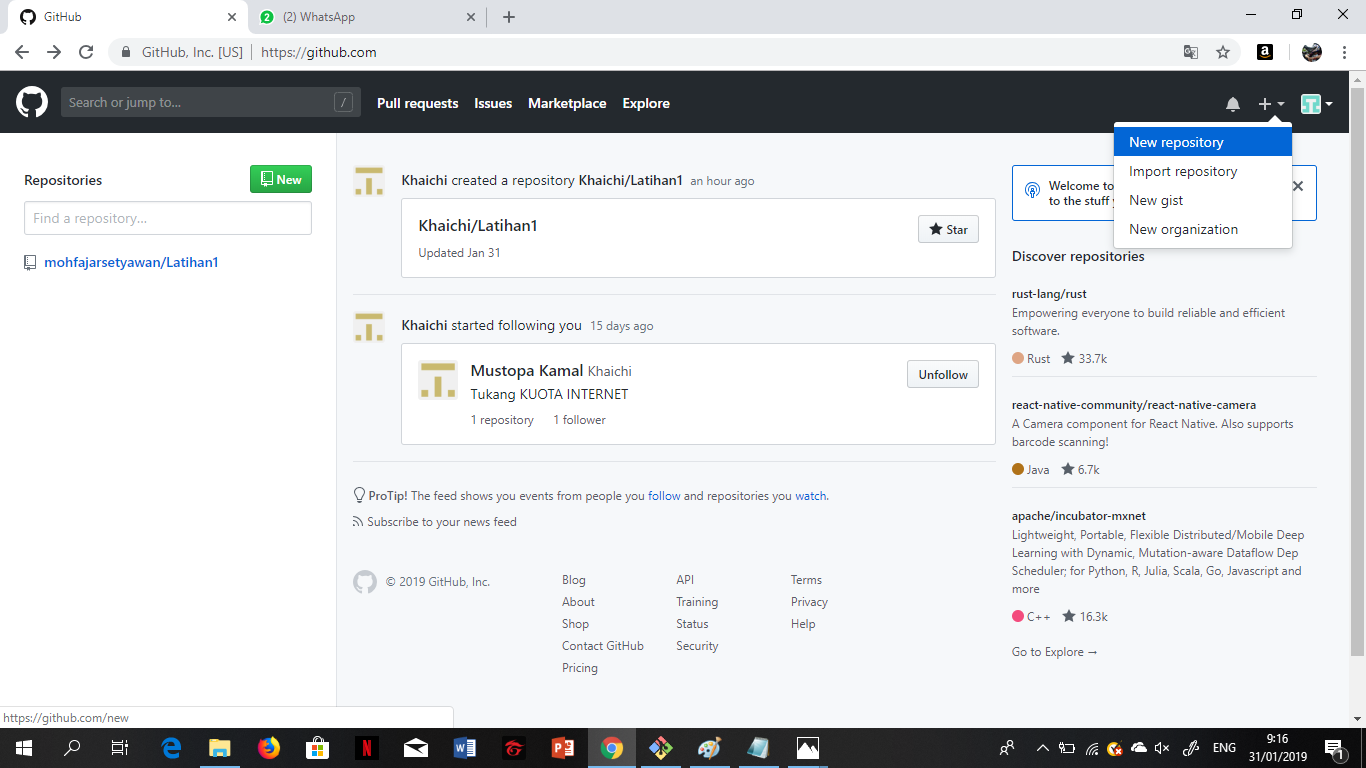 GitHub
(2) WhatsApp
GitHub, Inc. [US]
https://github.com
Search or jump to...
/
Pull requests
Issues
Marketplace
Explore
New repository
Import repository
New gist
New organization
Repositories
New
Find a repository...
mohfajarsetyawan/Latihan1
Khaichi created a repository Khaichi/Latihan1 an hour ago
Khaichi/Latihan1
Star
Updated Jan 31
Khaichi started following you 15 days ago
Mustopa Kamal Khaichi
Unfollow
Tukang KUOTA INTERNET
1 repository 1 follower
ProTip! The feed shows you events from people you follow and repositories you watch.
Subscribe to your news feed
© 2019 GitHub, Inc.
Blog
About
Shop
Contact GitHub
Pricing
API
Training
Status
Security
Terms
Privacy
Help
Welcome to
to the stuff
Discover repositories
rust-lang/rust
Empowering everyone to build reliable and efficient
software.
Rust 33.7k
react-native-community/react-native-camera
A Camera component for React Native. Also supports
barcode scanning!
Java 6.7k
apache/incubator-mxnet
Lightweight, Portable, Flexible Distributed/Mobile Deep
Learning with Dynamic, Mutation-aware Dataflow Dep
Scheduler; for Python, R, Julia, Scala, Go, Javascript and
more
C++ 16.3k
Go to Explore →
https://github.com/new
ENG
9:16
31/01/2019
1